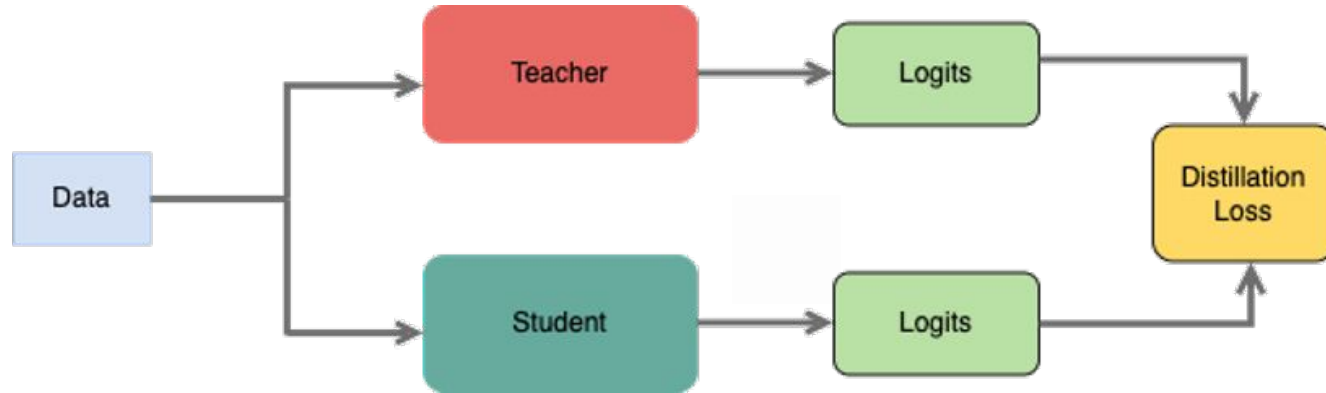 Data
Teacher
Logits
Distillation
Loss
Student
Logits